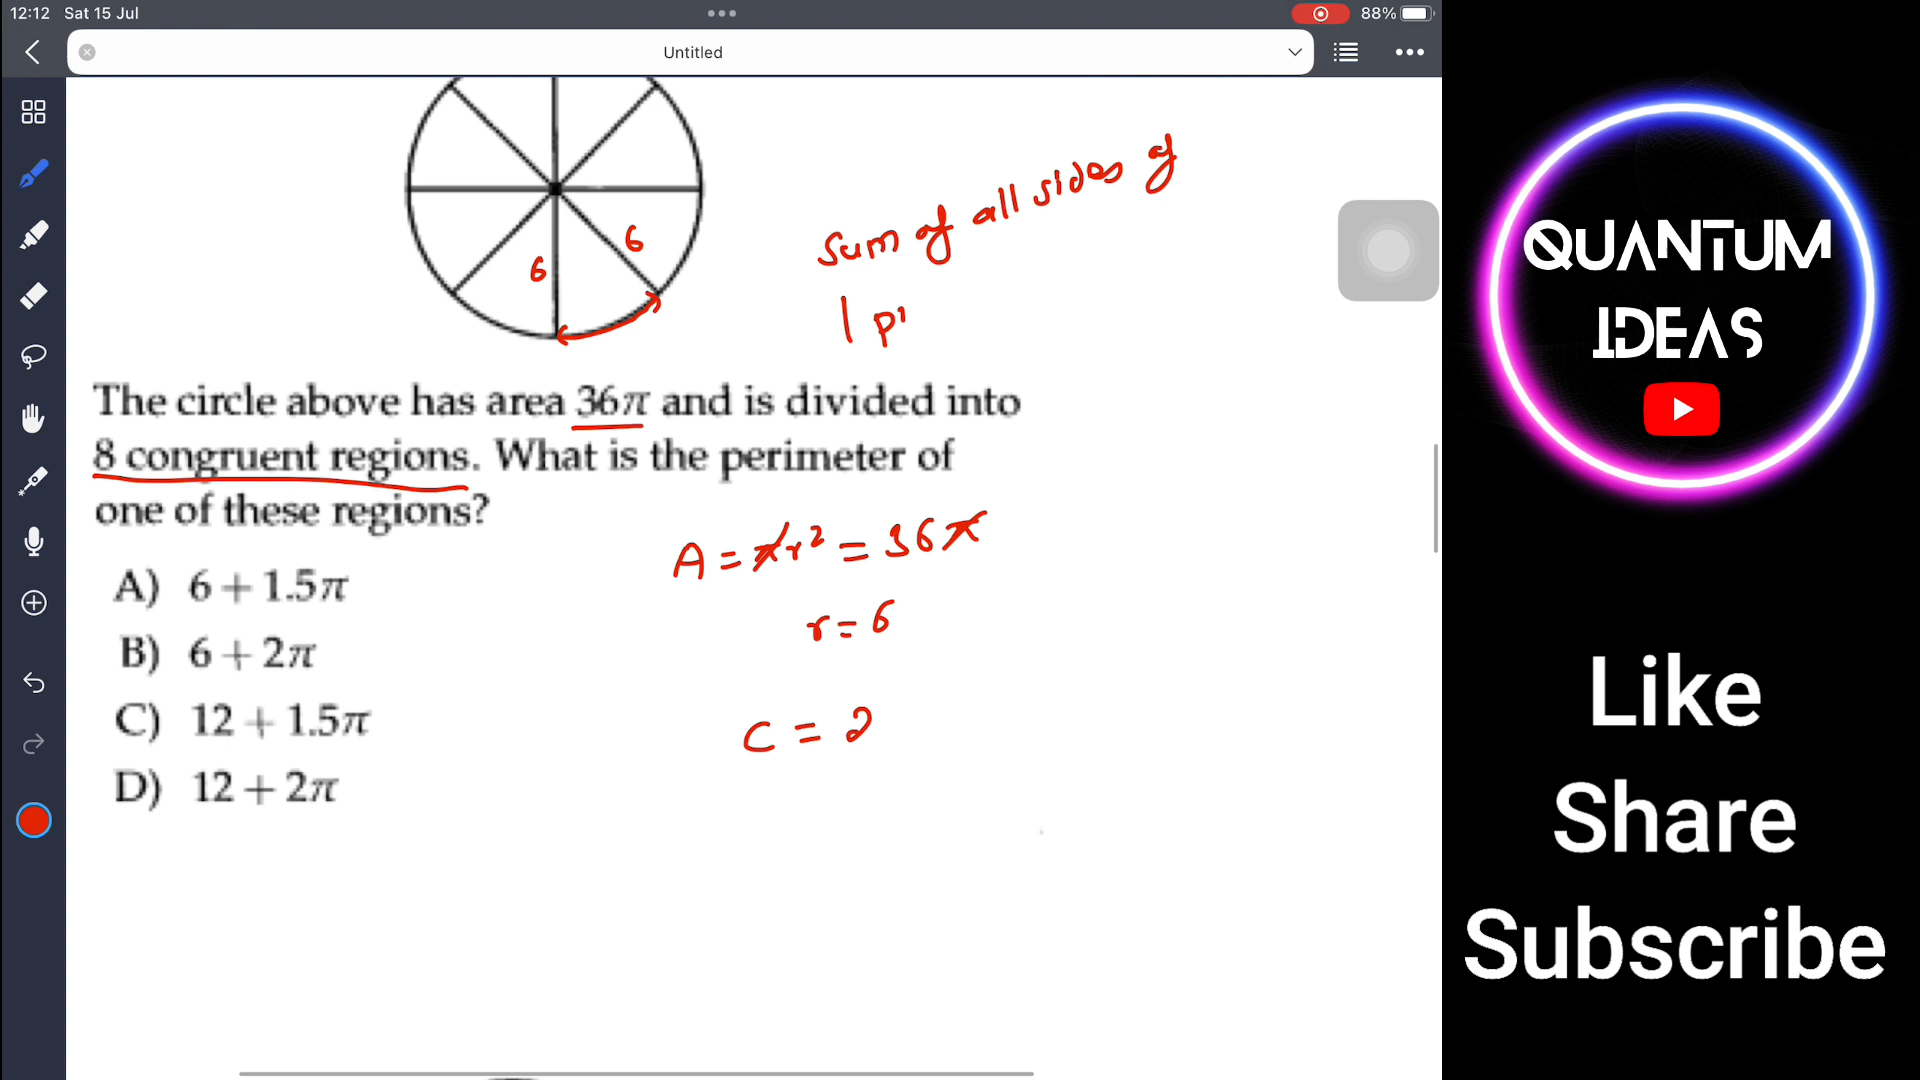 12:12 Sat 15 Jul
88%
Untitled
6
6
sum of all sides of
1 pi
The circle above has area 36π and is divided into
8 congruent regions. What is the perimeter of
one of these regions?
A) 6 + 1.5π
B) 6 + 2π
C) 12 + 1.5π
D) 12 + 2π
A = πr² = 36π
r = 6
C = 2
QUANTUM
IDEAS
Like
Share
Subscribe